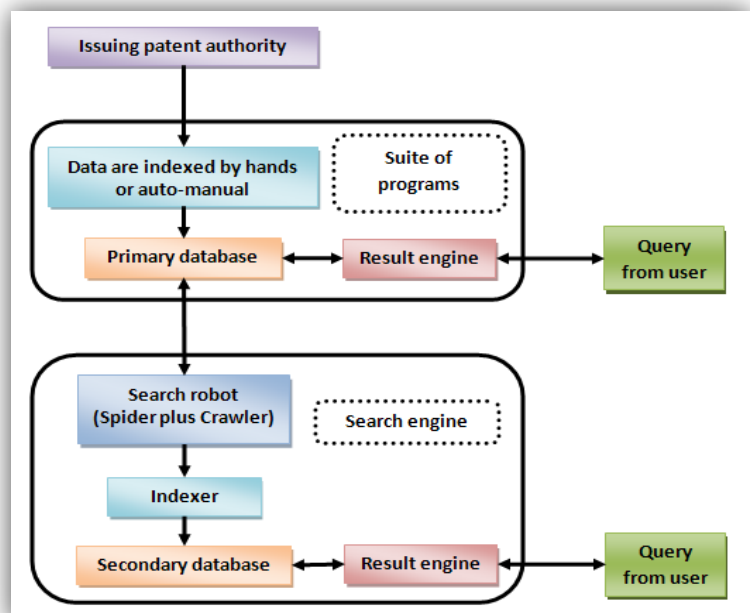 Issuing patent authority
Data are indexed by hands
or auto-manual
Suite of
programs
Primary database
Result engine
Query
from user
Search robot
(Spider plus Crawler)
Search engine
Indexer
Secondary database
Result engine
Query
from user